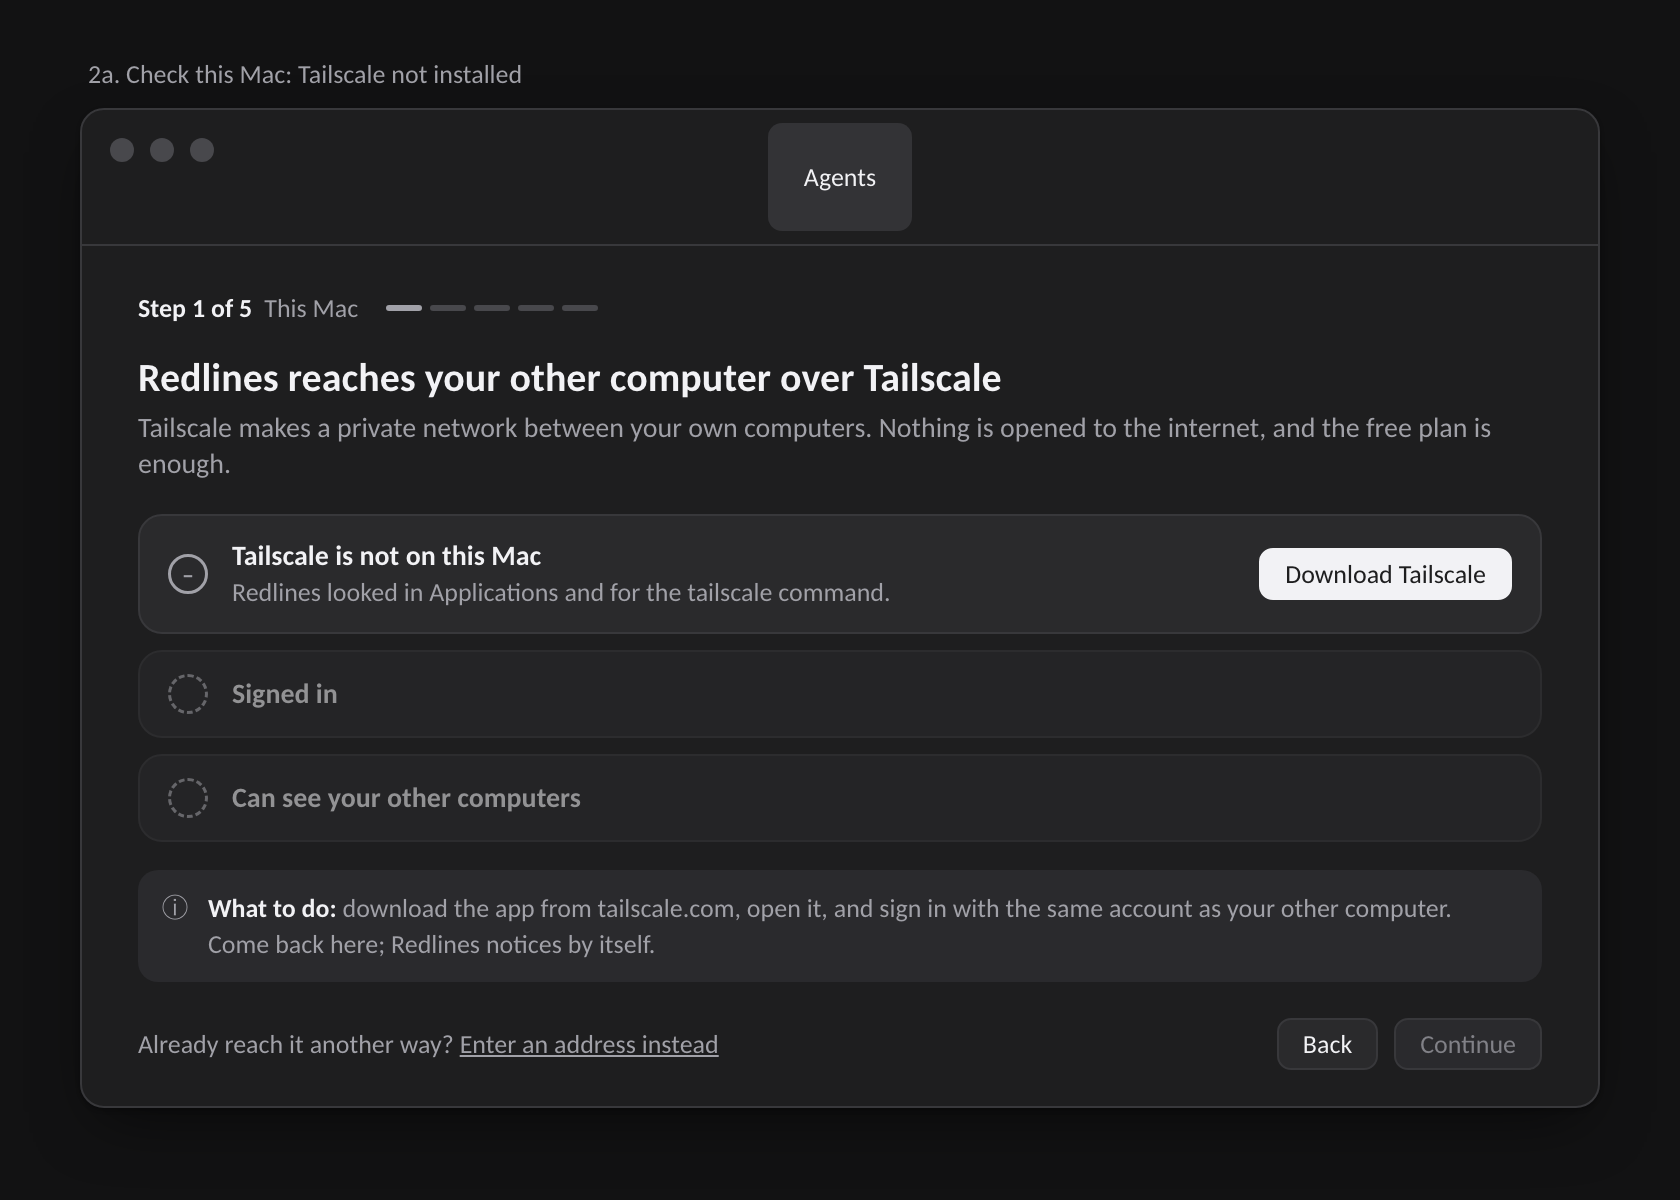 2a. Check this Mac: Tailscale not installed
Agents
Step 1 of 5 This Mac
Redlines reaches your other computer over Tailscale
Tailscale makes a private network between your own computers. Nothing is opened to the internet, and the free plan is
enough.
Tailscale is not on this Mac
Redlines looked in Applications and for the tailscale command.
Download Tailscale
Signed in
Can see your other computers
What to do: download the app from tailscale.com, open it, and sign in with the same account as your other computer.
Come back here; Redlines notices by itself.
Already reach it another way? Enter an address instead
Back
Continue